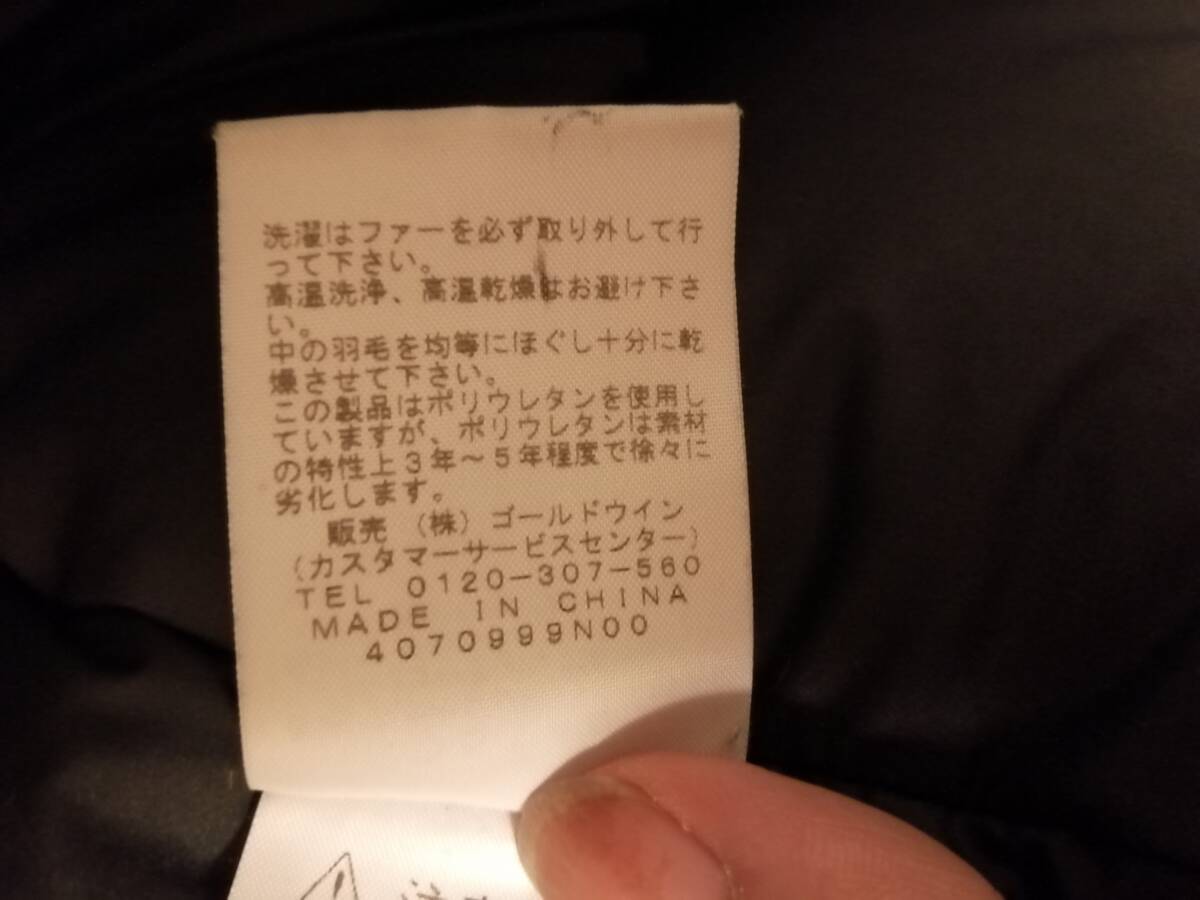 洗濯はファーを必ず取り外して行
って下さい。
高温洗浄、高温乾燥はお避け下さ
い。
中の羽毛を均等にほぐし十分に乾
燥させて下さい。
この製品はポリウレタンを使用し
ていますが、ポリウレタンは素材
の特性上3年〜5年程度で徐々に
劣化します。
販売 (株) ゴールドウイン
(カスタマーサービスセンター)
TEL 0120-307-560
MADE IN CHINA
4070999N00